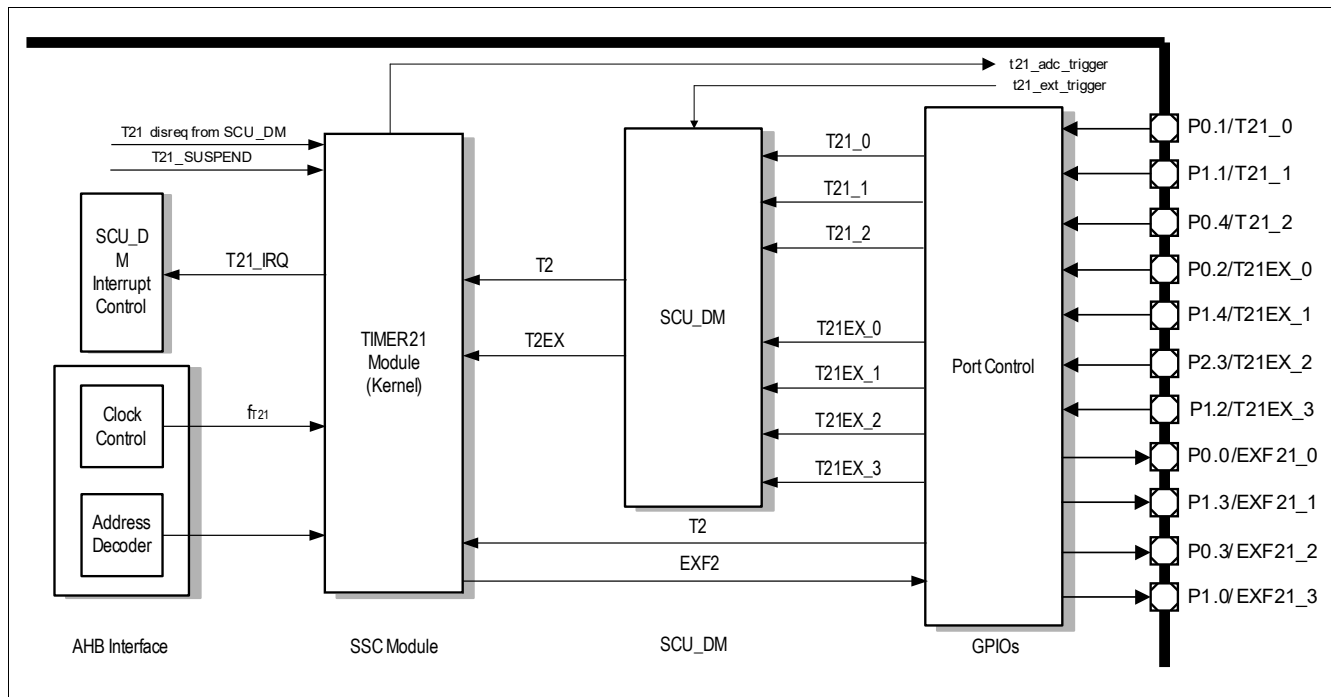 t21_adc_trigger
t21_ext_trigger
T21 disreq from SCU_DM
T21_SUSPEND
SCU_D
M
Interrupt
Control
T21_IRQ
Clock
Control
fT21
Address
Decoder
AHB Interface
TIMER21
Module
(Kernel)
SSC Module
T2
T2EX
SCU_DM
SCU_DM
T21_0
T21_1
T21_2
T21EX_0
T21EX_1
T21EX_2
T21EX_3
T2
EXF2
Port Control
GPIOs
P0.1/T21_0
P1.1/T21_1
P0.4/T21_2
P0.2/T21EX_0
P1.4/T21EX_1
P2.3/T21EX_2
P1.2/T21EX_3
P0.0/EXF21_0
P1.3/EXF21_1
P0.3/EXF21_2
P1.0/EXF21_3